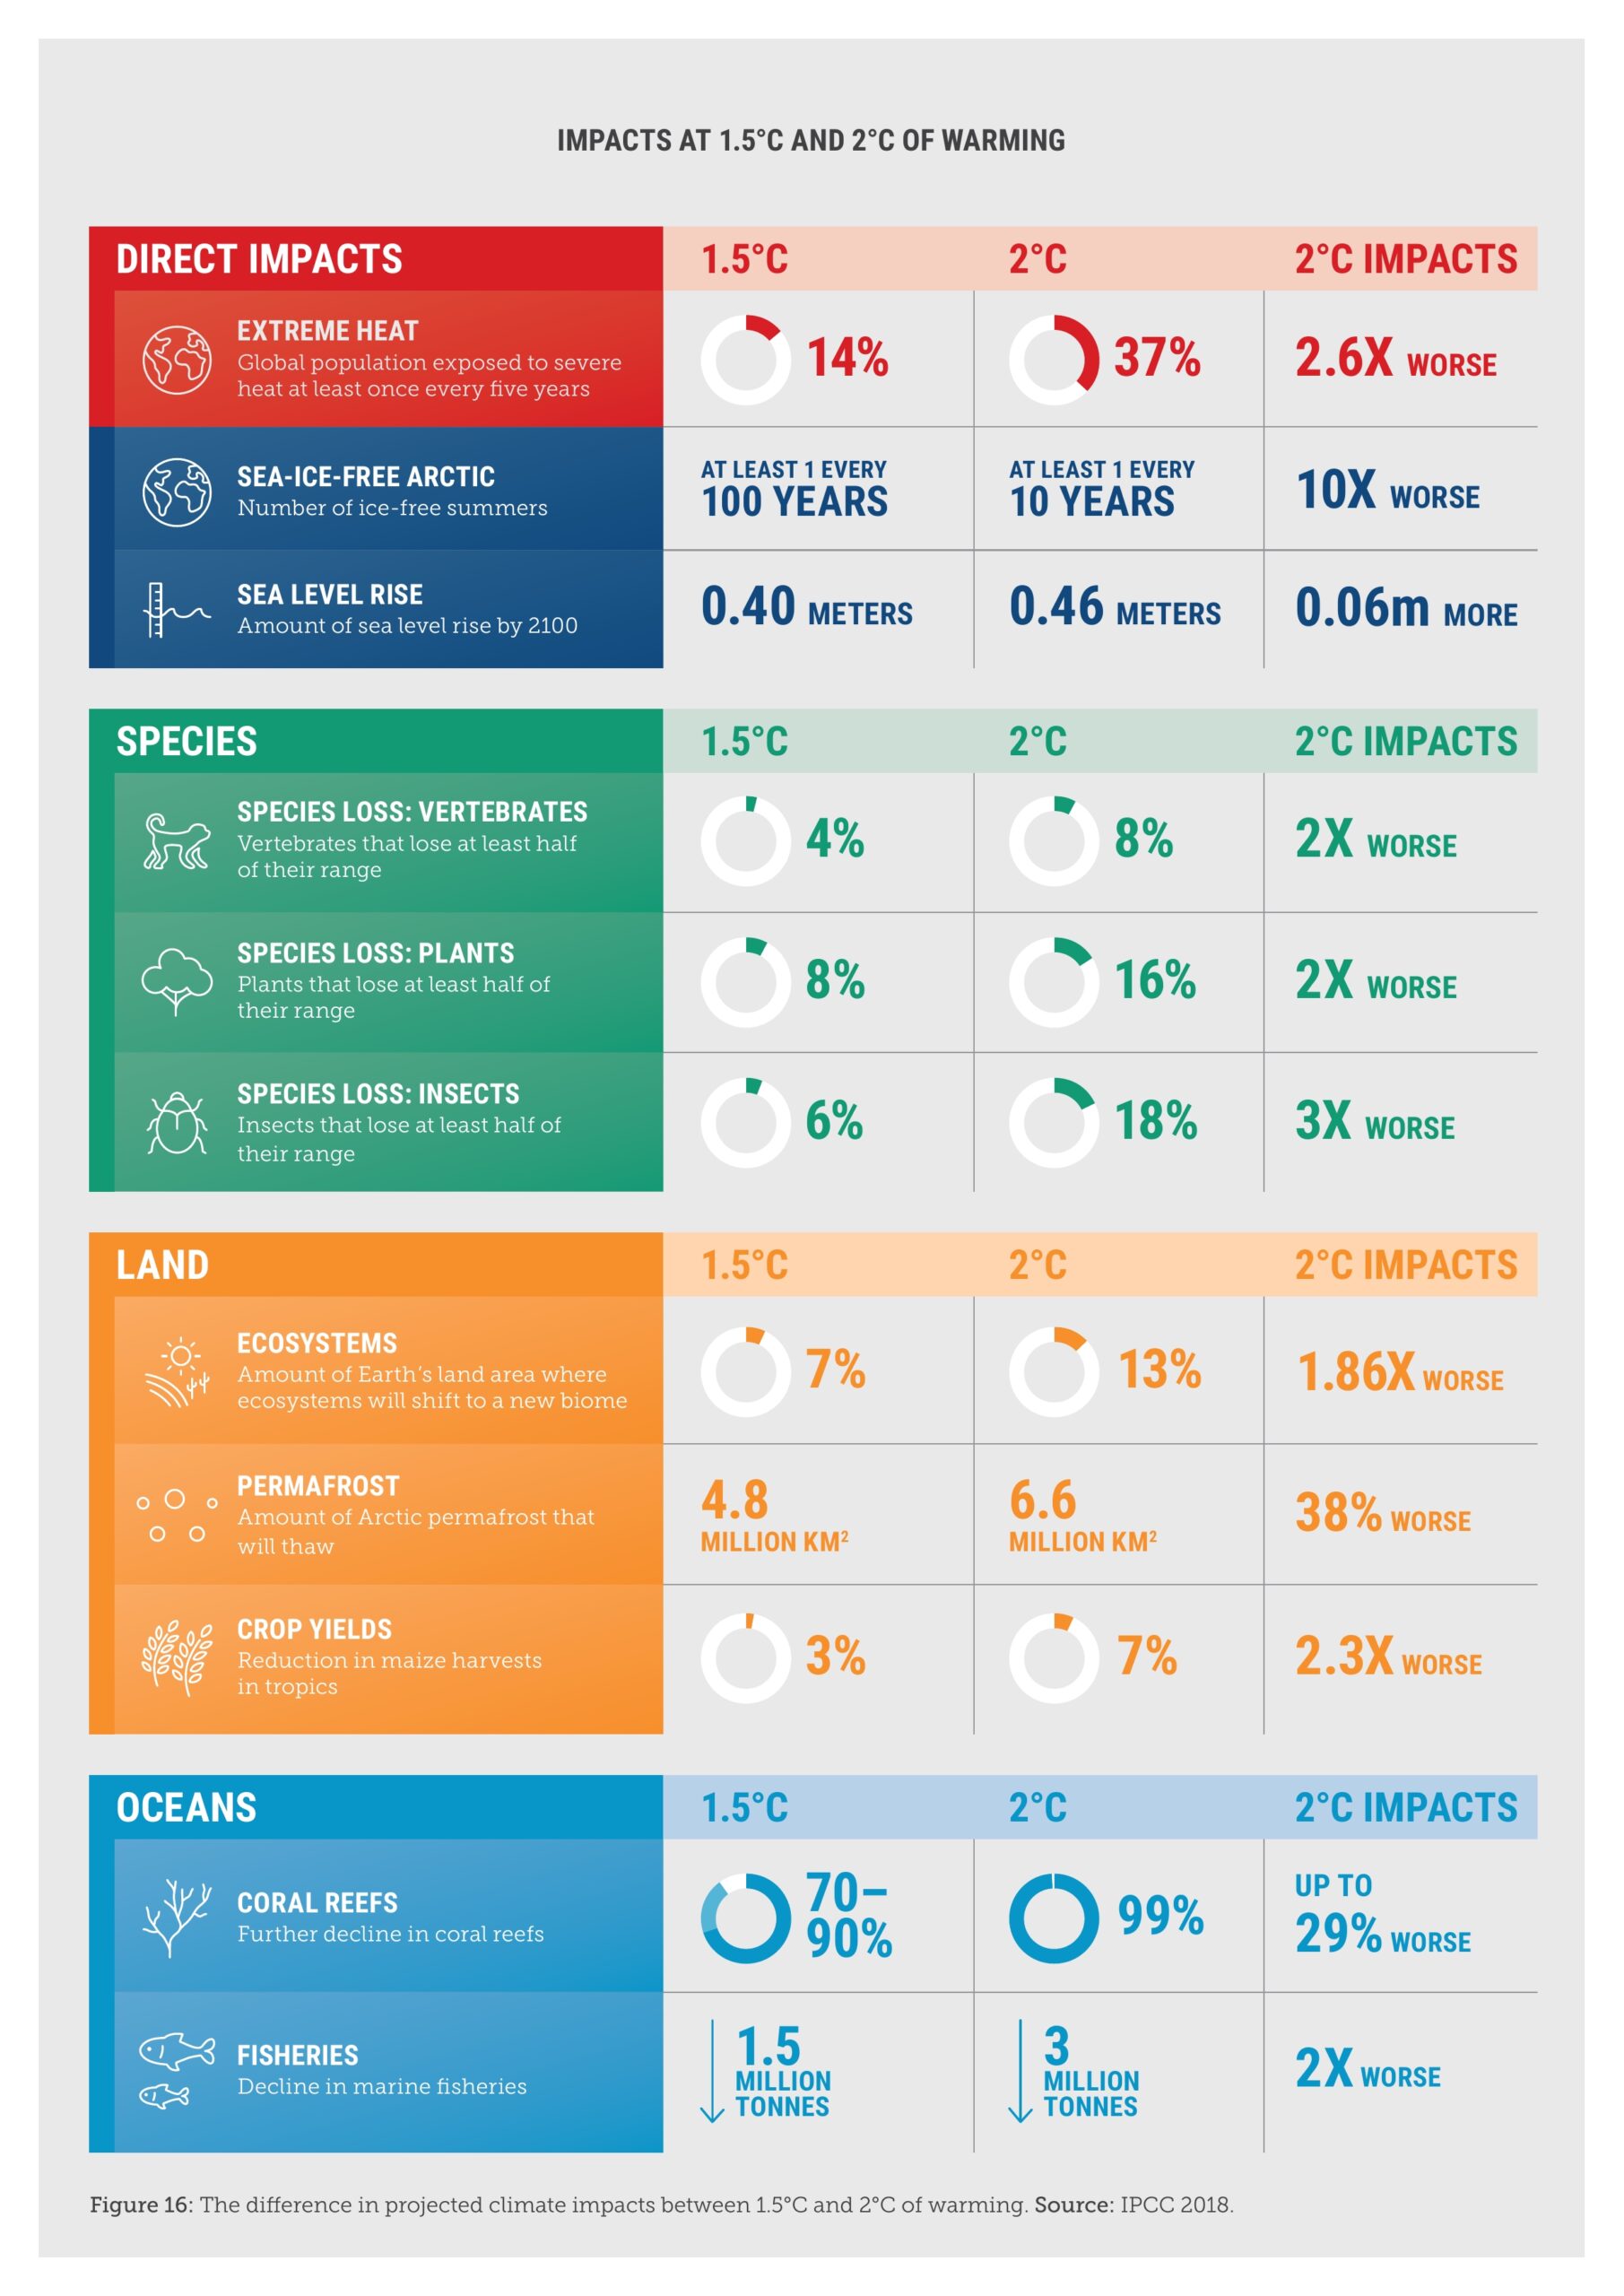 IMPACTS AT 1.5°C AND 2°C OF WARMING
DIRECT IMPACTS
1.5°C
2°C
2°C IMPACTS
EXTREME HEAT
Global population exposed to severe
heat at least once every five years
14%
37%
2.6X WORSE
SEA-ICE-FREE ARCTIC
Number of ice-free summers
AT LEAST 1 EVERY
100 YEARS
AT LEAST 1 EVERY
10 YEARS
10X WORSE
SEA LEVEL RISE
Amount of sea level rise by 2100
0.40 METERS
0.46 METERS
0.06m MORE
SPECIES
1.5°C
2°C
2°C IMPACTS
SPECIES LOSS: VERTEBRATES
Vertebrates that lose at least half
of their range
4%
8%
2X WORSE
SPECIES LOSS: PLANTS
Plants that lose at least half of
their range
8%
16%
2X WORSE
SPECIES LOSS: INSECTS
Insects that lose at least half of
their range
6%
18%
3X WORSE
LAND
1.5°C
2°C
2°C IMPACTS
ECOSYSTEMS
Amount of Earth's land area where
ecosystems will shift to a new biome
7%
13%
1.86X WORSE
PERMAFROST
Amount of Arctic permafrost that
will thaw
4.8
MILLION KM²
6.6
MILLION KM²
38% WORSE
CROP YIELDS
Reduction in maize harvests
in tropics
3%
7%
2.3X WORSE
OCEANS
1.5°C
2°C
2°C IMPACTS
CORAL REEFS
Further decline in coral reefs
70–
90%
99%
UP TO
29% WORSE
FISHERIES
Decline in marine fisheries
1.5
MILLION
TONNES
3
MILLION
TONNES
2X WORSE
Figure 16: The difference in projected climate impacts between 1.5°C and 2°C of warming. Source: IPCC 2018.